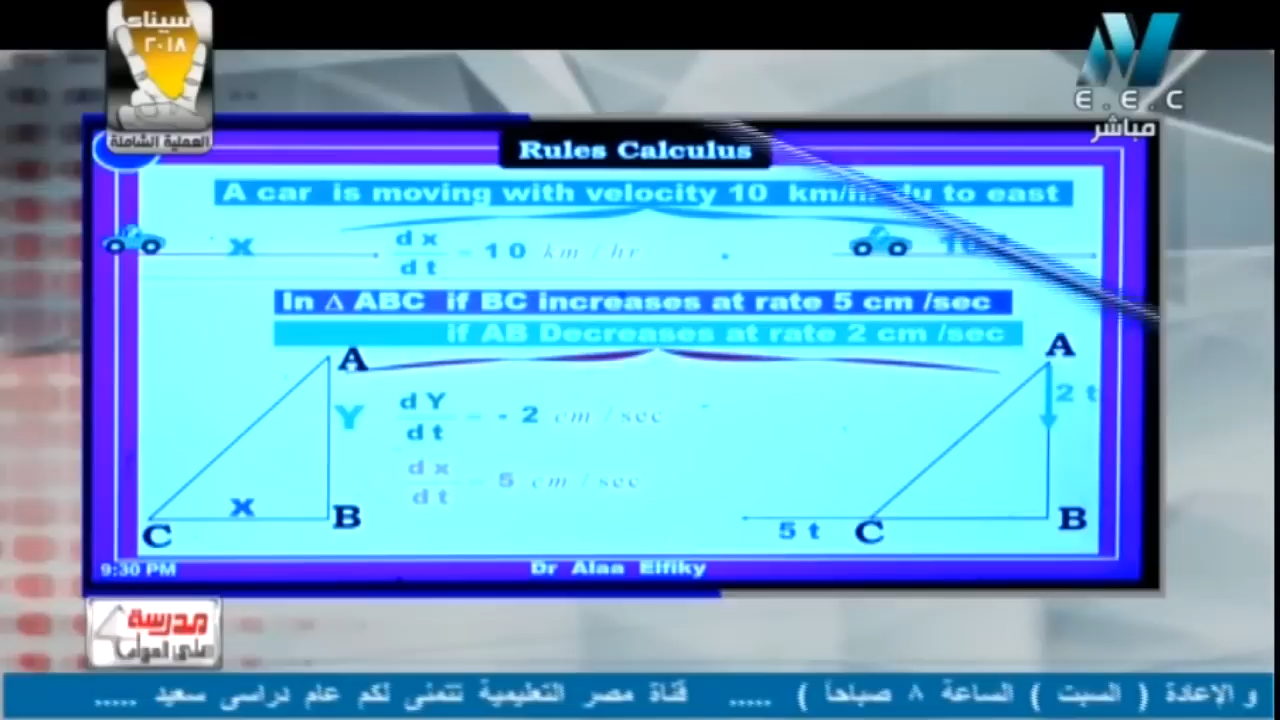 سيناء
٢٠١٨
العملية الشاملة
E.E.C
مباشر
Rules Calculus
A car is moving with velocity 10 to east
x
dx
dt
- 10 km / hr
In Δ ABC if BC increases at rate 5 cm /sec
if AB Decreases at rate 2 cm /sec
A
A
Y
dY
dt
- - 2 cm / sec
2 t
dx
dt
- 5 cm / sec
x
B
C
5 t
C
B
9:30 PM
Dr Alaa Elfiky
مدرسة
على الهواء
و الإعادة ( السبت ) الساعة ٨ صباحاً ) ..... قناة مصر التعليمية تتمنى لكم عام دراسى سعيد .....